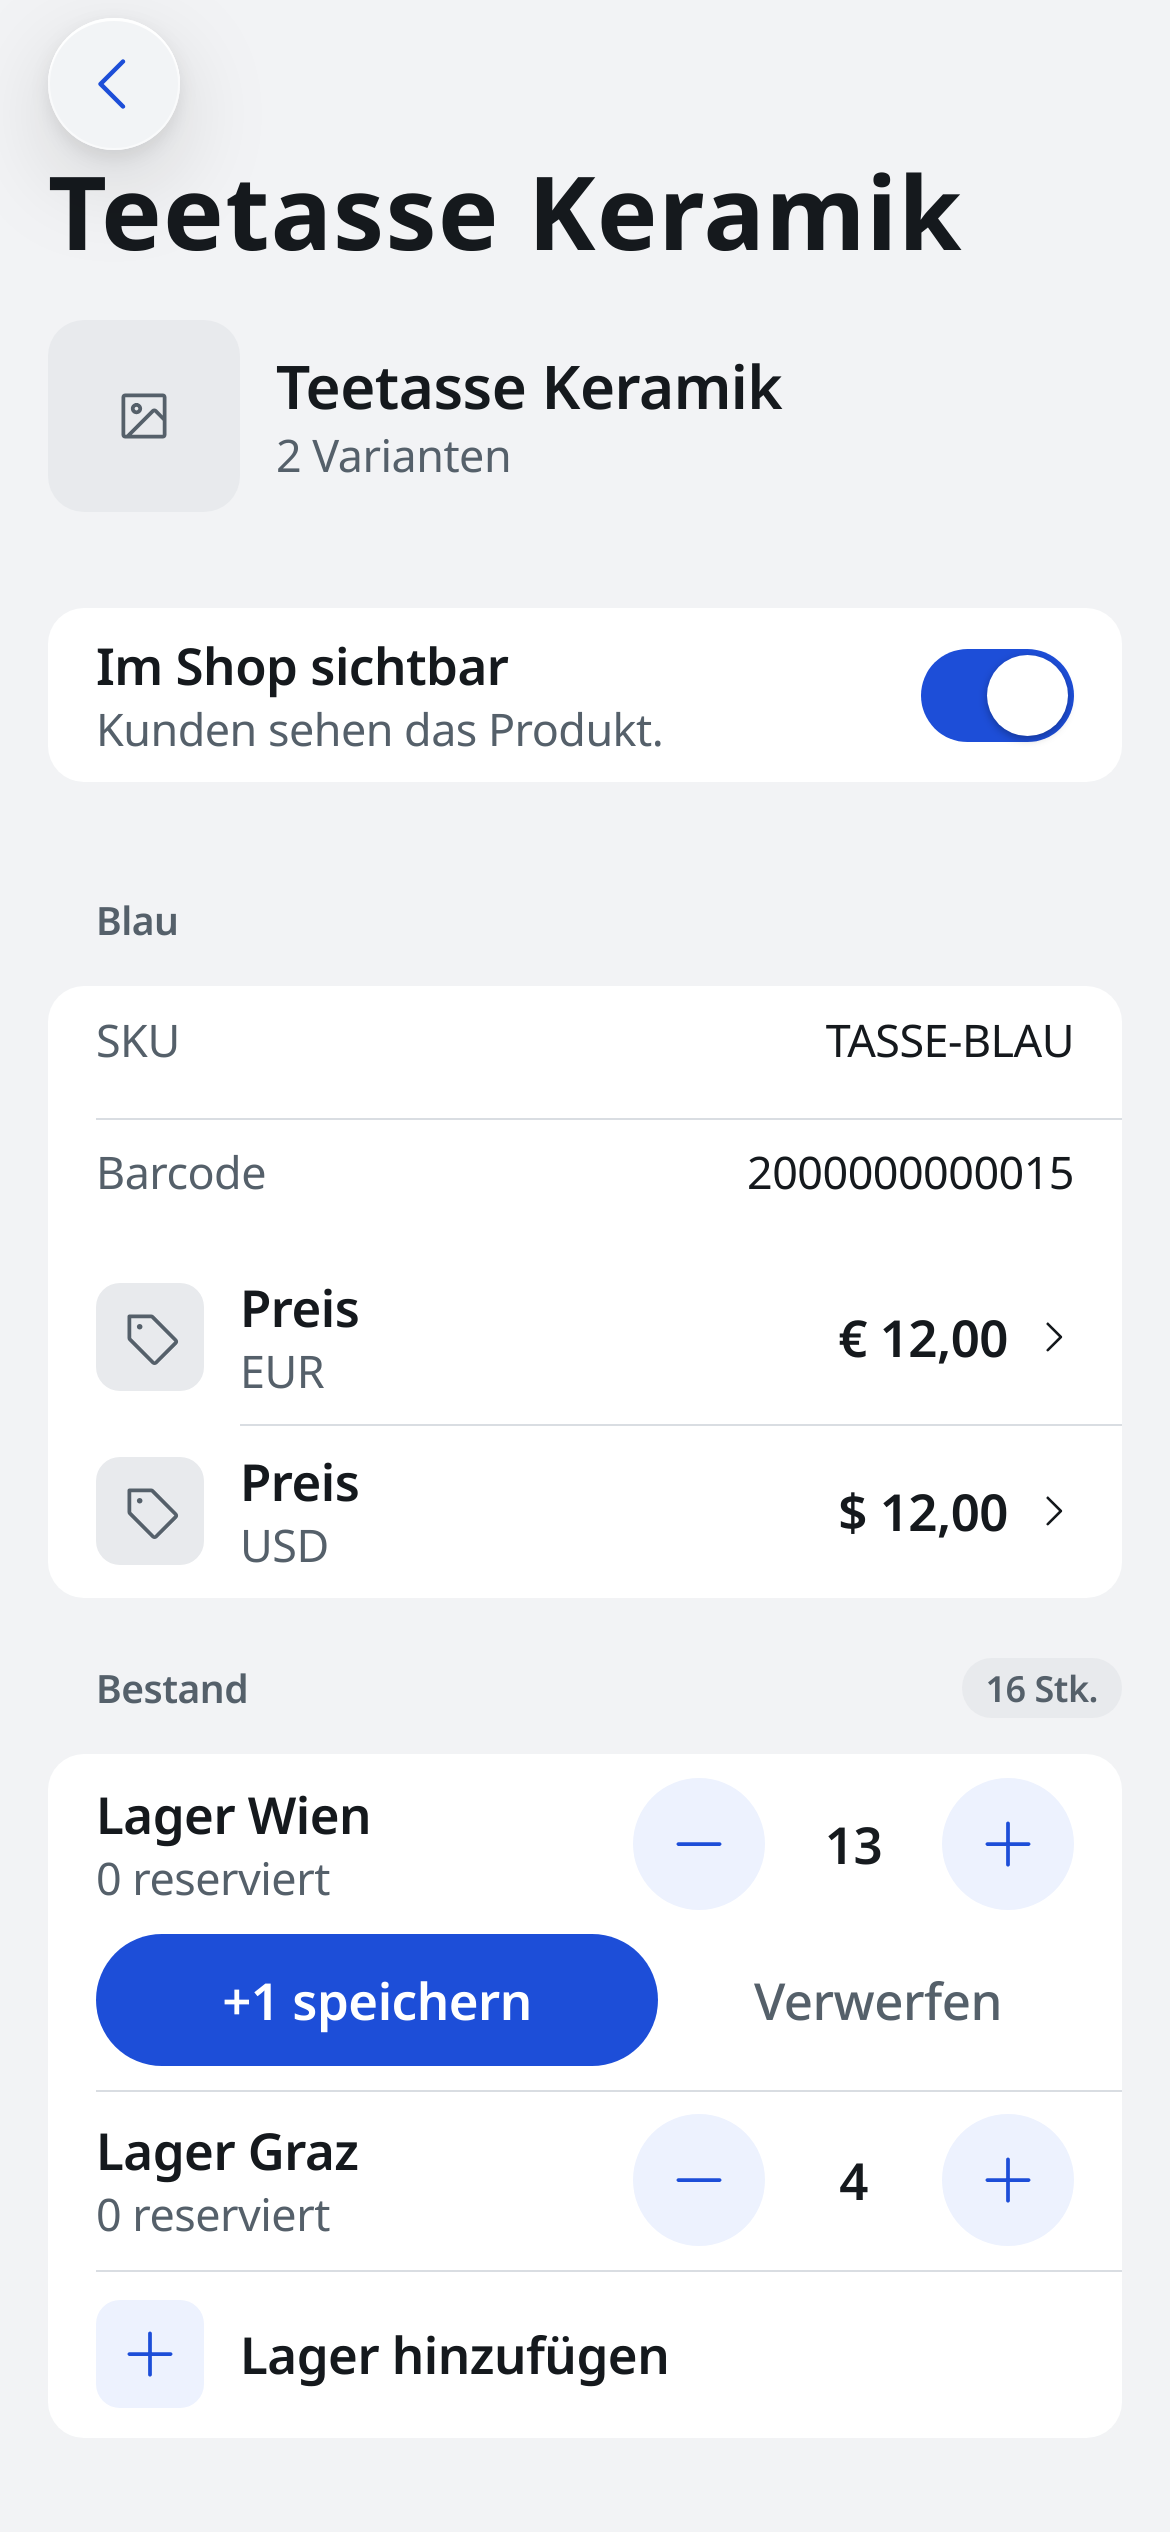 Teetasse Keramik
Teetasse Keramik
2 Varianten
Im Shop sichtbar
Kunden sehen das Produkt.
Blau
SKU TASSE-BLAU
Barcode 2000000000015
Preis
EUR
€ 12,00
Preis
USD
$ 12,00
Bestand 16 Stk.
Lager Wien
0 reserviert
13
+1 speichern Verwerfen
Lager Graz
0 reserviert
4
Lager hinzufügen